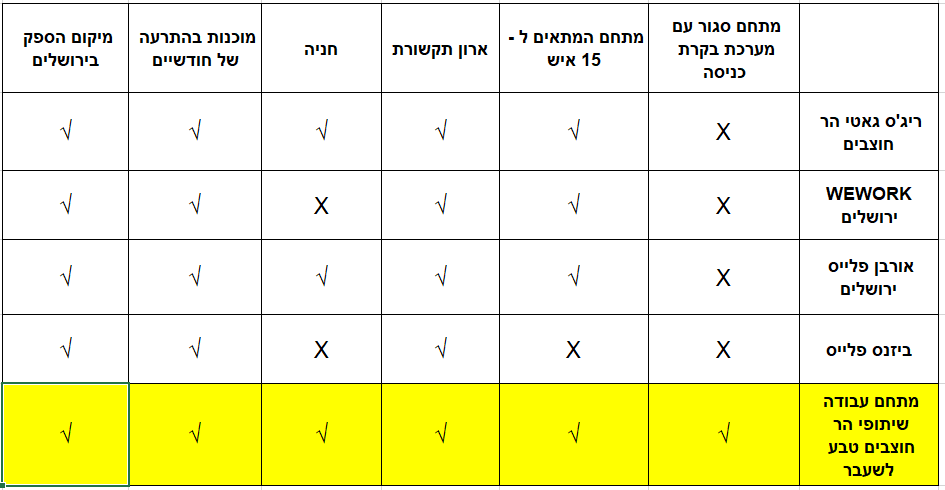 מתחם סגור עם
מערכת בקרת
כניסה
מתחם המתאים ל -
15 איש
ארון תקשורת
חניה
מוכנות בהתרעה
של חודשיים
מיקום הספק
בירושלים
ריג'ס גאטי הר
חוצבים
X
√
√
√
√
√
WEWORK
ירושלים
X
√
√
X
√
√
אורבן פלייס
ירושלים
X
√
√
√
√
√
ביזנס פלייס
X
X
√
X
√
√
מתחם עבודה
שיתופי הר
חוצבים טבע
לשעבר
√
√
√
√
√
√